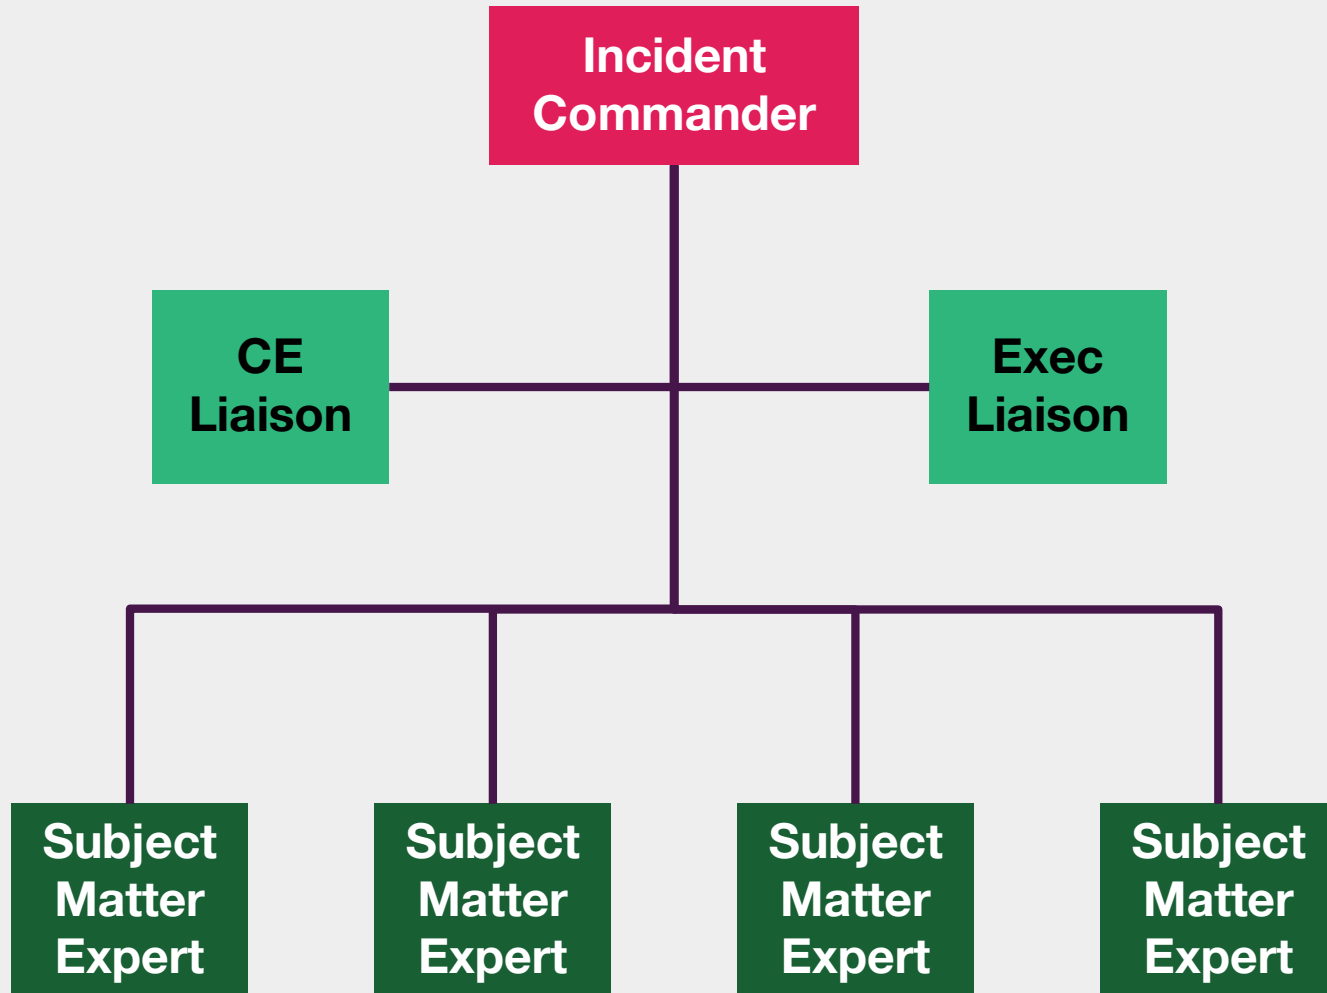 Incident
Commander
CE
Liaison
Exec
Liaison
Subject
Matter
Expert
Subject
Matter
Expert
Subject
Matter
Expert
Subject
Matter
Expert